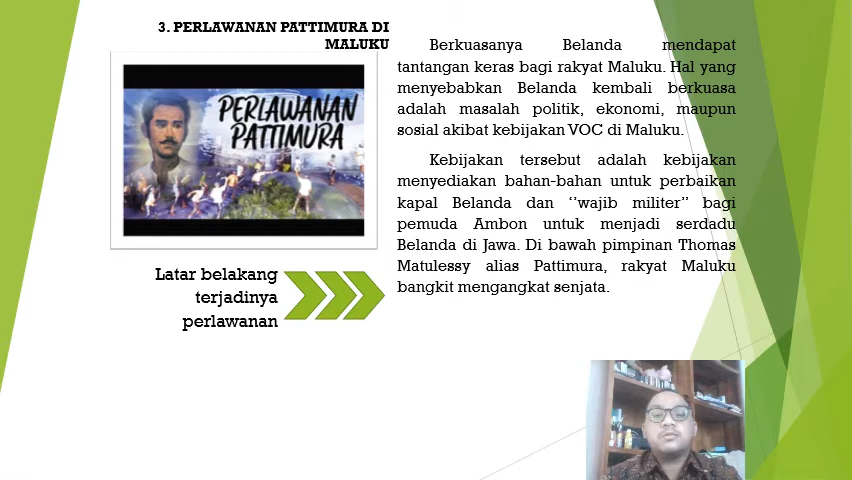 3. PERLAWANAN PATTIMURA DI
MALUKU
PERLAWANAN
PATTIMURA
Latar belakang
terjadinya
perlawanan
Berkuasanya Belanda mendapat
tantangan keras bagi rakyat Maluku. Hal yang
menyebabkan Belanda kembali berkuasa
adalah masalah politik, ekonomi, maupun
sosial akibat kebijakan VOC di Maluku.
Kebijakan tersebut adalah kebijakan
menyediakan bahan-bahan untuk perbaikan
kapal Belanda dan ‘‘wajib militer” bagi
pemuda Ambon untuk menjadi serdadu
Belanda di Jawa. Di bawah pimpinan Thomas
Matulessy alias Pattimura, rakyat Maluku
bangkit mengangkat senjata.